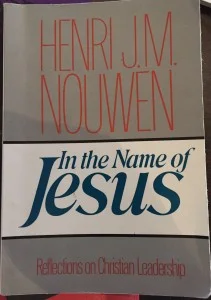 HENRI J.M.
NOUWEN
In the Name of
Jesus
Reflections on Christian Leadership